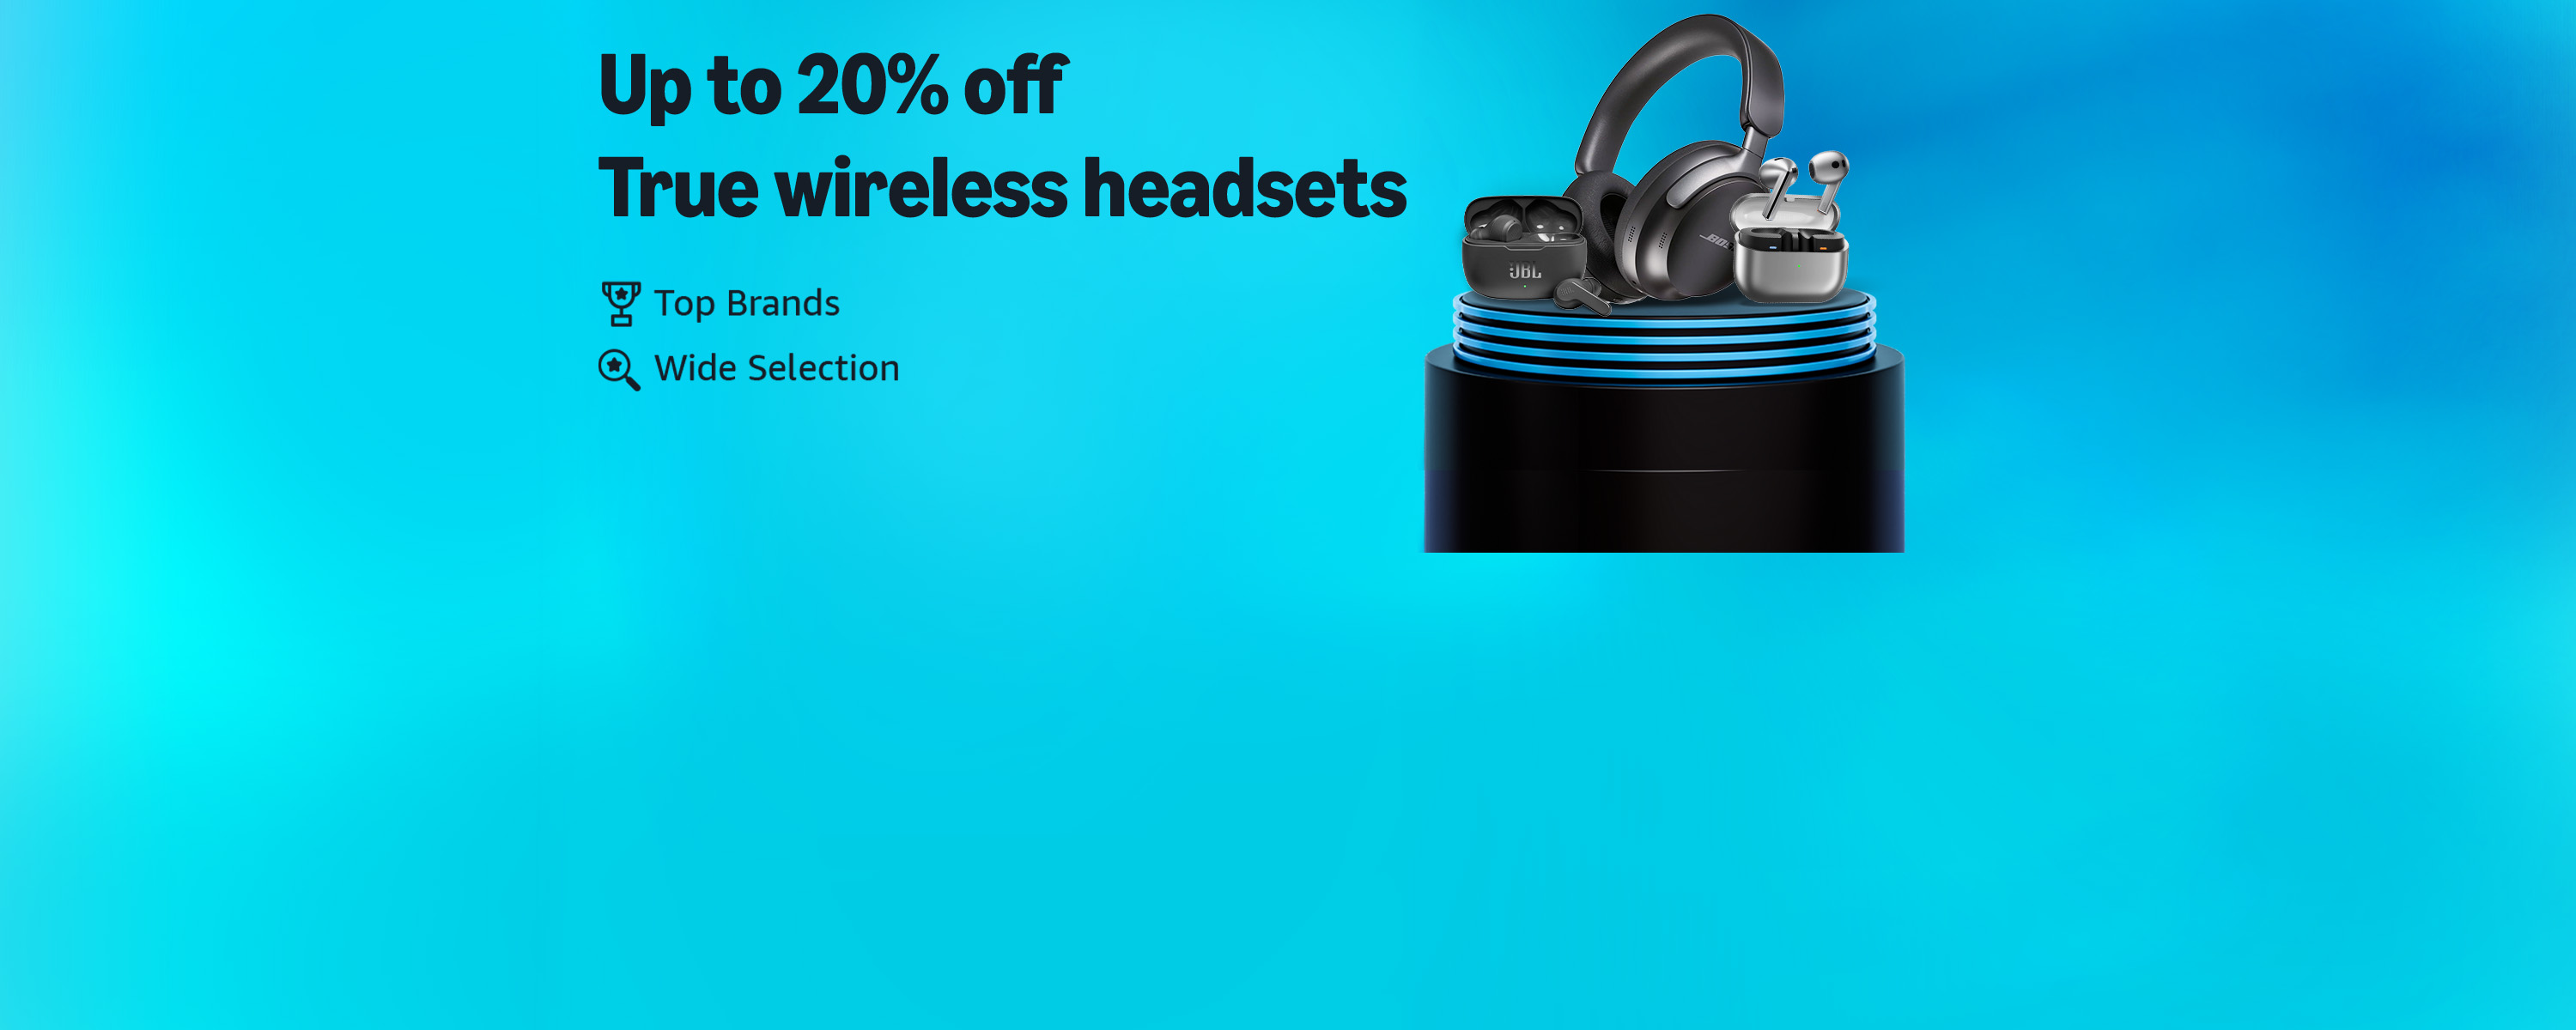 Up to 20% off
True wireless headsets
Top Brands
Wide Selection
JBL